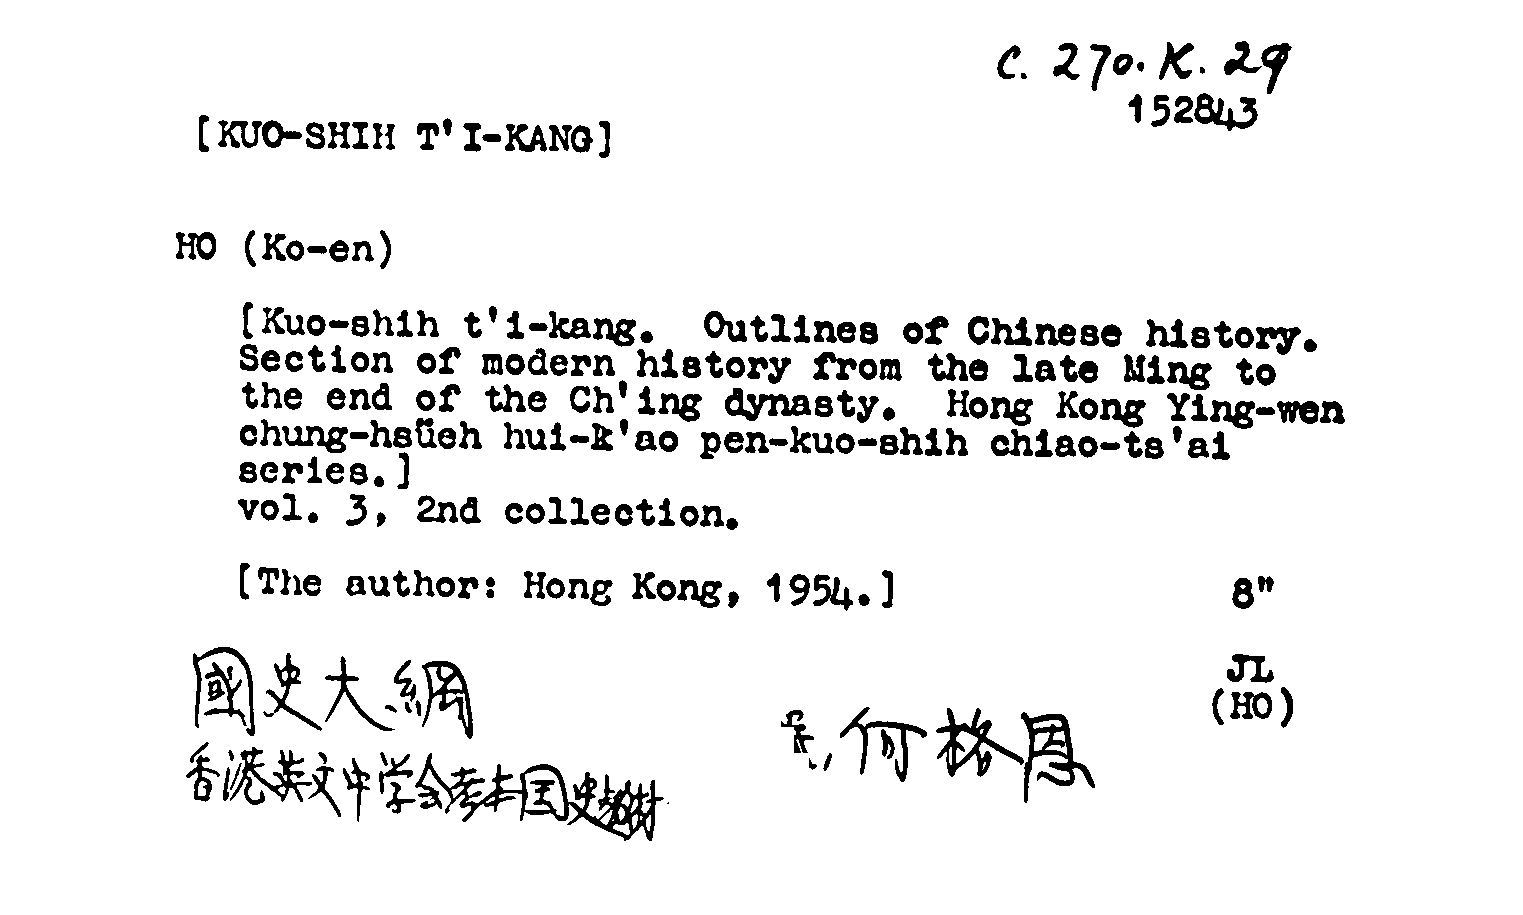 C. 270. K. 29
152843
[KUO-SHIH T'I-KANG]
HO (Ko-en)
[Kuo-shih t'i-kang. Outlines of Chinese history.
Section of modern history from the late Ming to
the end of the Ch'ing dynasty. Hong Kong Ying-wen
chung-hsüeh hui-k'ao pen-kuo-shih chiao-ts'ai
series.]
vol. 3, 2nd collection.
[The author: Hong Kong, 1954.] 8"
JL
(HO)
國史大綱
何格恩
香港英文中学会考本国史教材